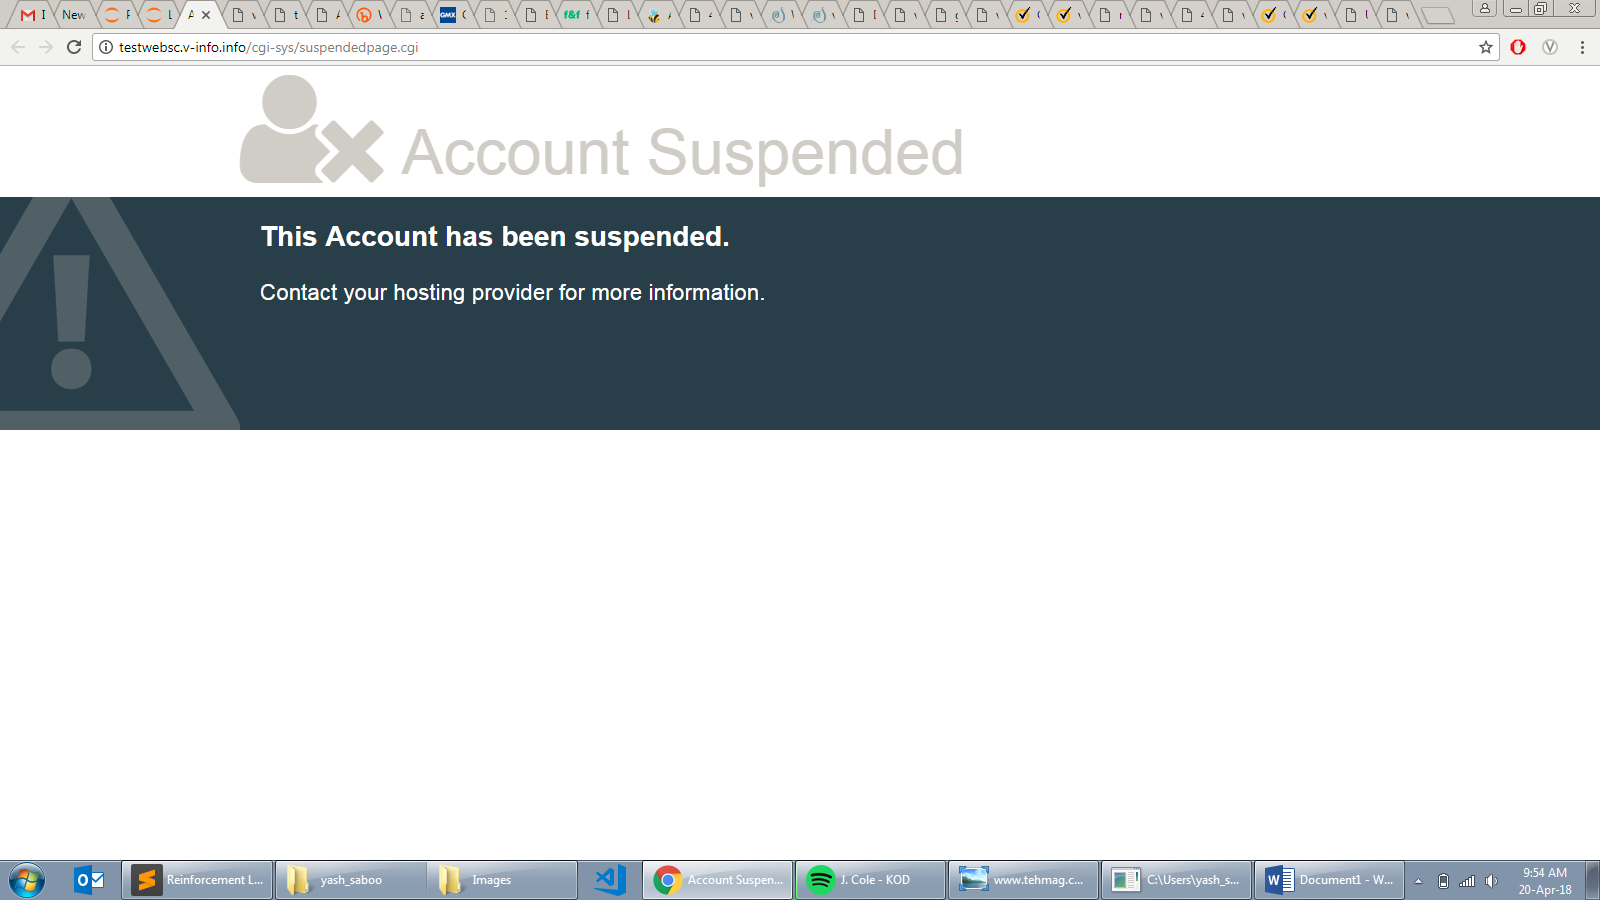 New
testwebsc.v-info.info/cgi-sys/suspendedpage.cgi
Account Suspended
This Account has been suspended.
Contact your hosting provider for more information.
Reinforcement L...
yash_saboo
Images
Account Suspen...
J. Cole - KOD
www.tehmag.c...
C:\Users\yash_s...
Document1 - W...
9:54 AM
20-Apr-18